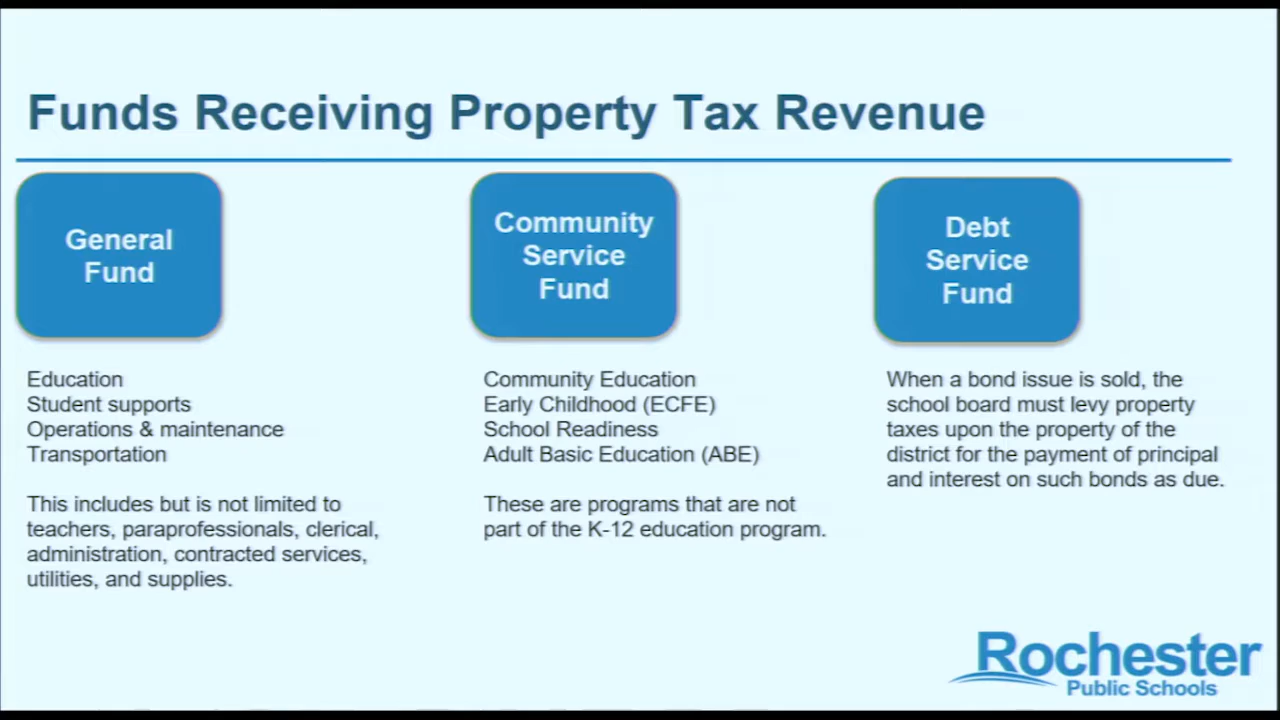 Funds Receiving Property Tax Revenue
General
Fund
Education
Student supports
Operations & maintenance
Transportation
This includes but is not limited to
teachers, paraprofessionals, clerical,
administration, contracted services,
utilities, and supplies.
Community
Service
Fund
Community Education
Early Childhood (ECFE)
School Readiness
Adult Basic Education (ABE)
These are programs that are not
part of the K-12 education program.
Debt
Service
Fund
When a bond issue is sold, the
school board must levy property
taxes upon the property of the
district for the payment of principal
and interest on such bonds as due.
Rochester
Public Schools